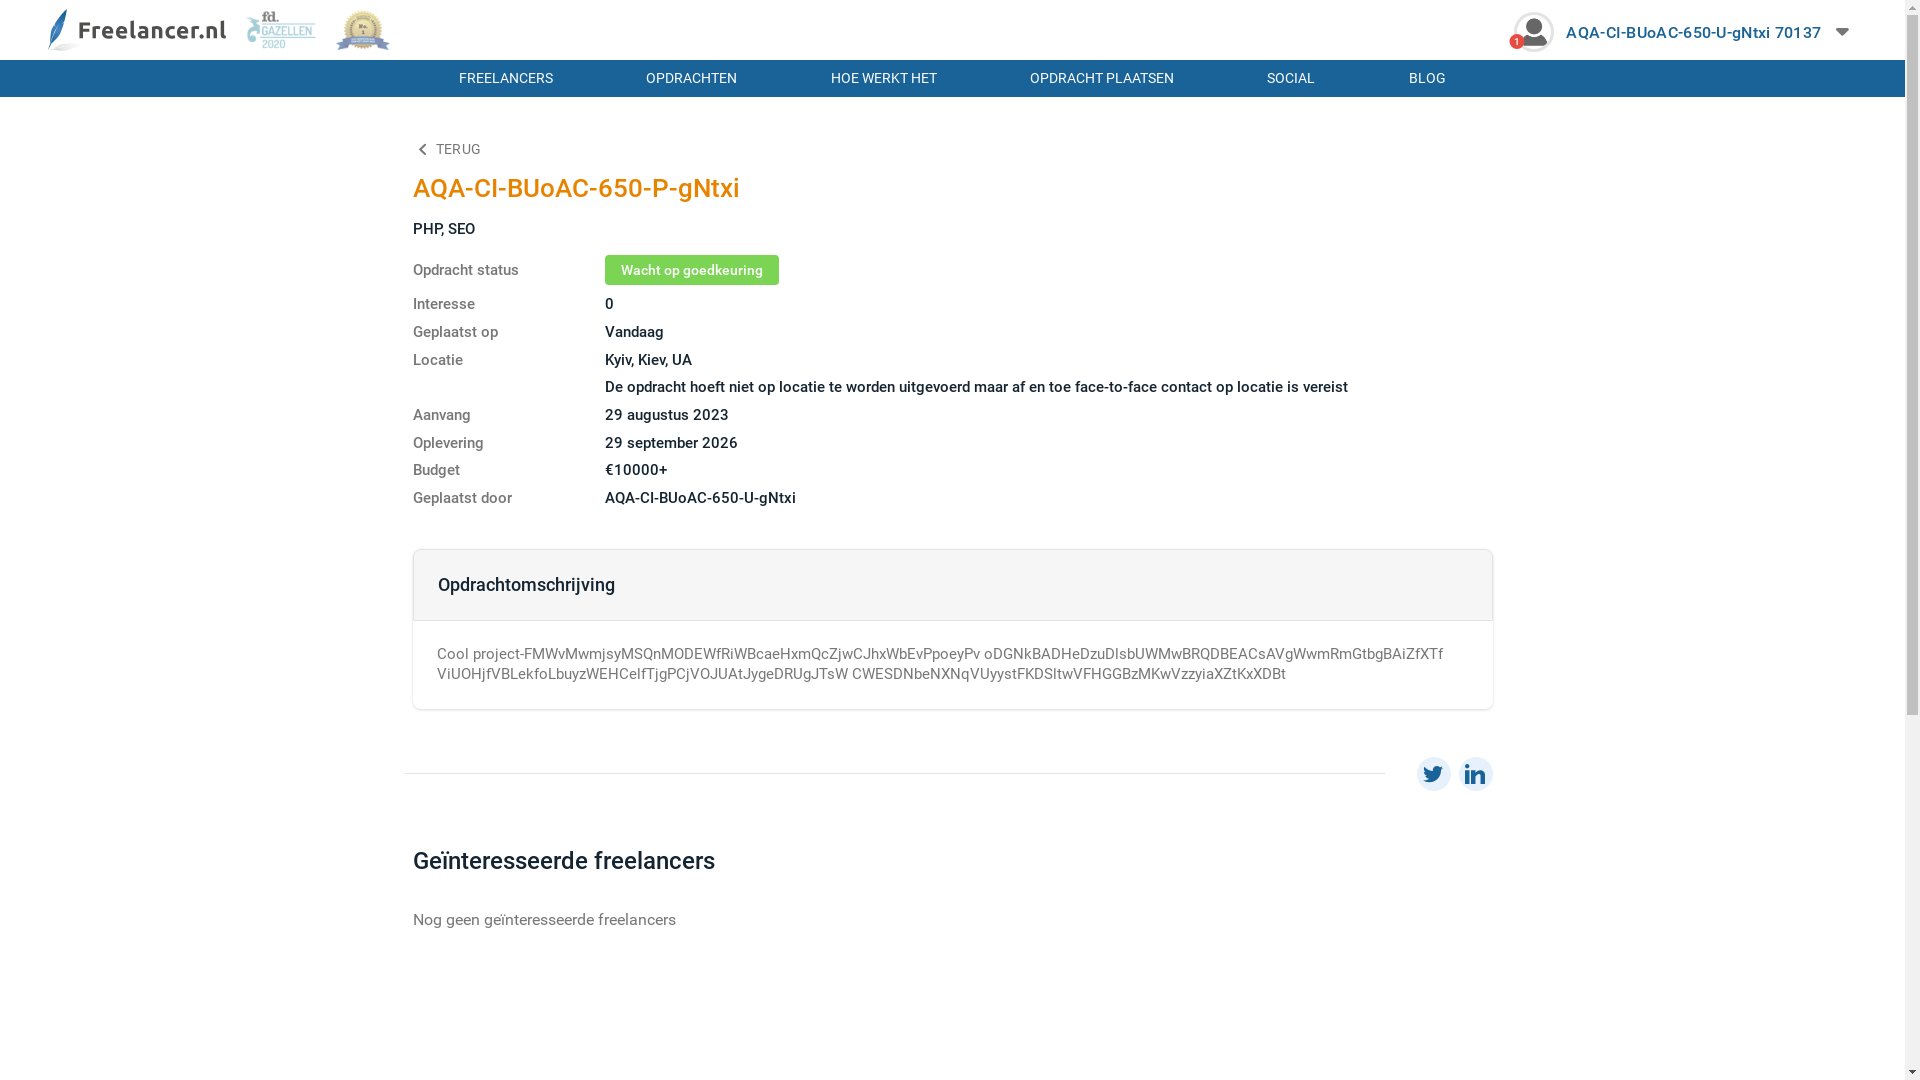 Freelancer.nl
fd.
GAZELLEN
2020
No.
1
1
AQA-CI-BUoAC-650-U-gNtxi 70137
FREELANCERS
OPDRACHTEN
HOE WERKT HET
OPDRACHT PLAATSEN
SOCIAL
BLOG
TERUG
AQA-CI-BUoAC-650-P-gNtxi
PHP, SEO
Opdracht status Wacht op goedkeuring
Interesse 0
Geplaatst op Vandaag
Locatie Kyiv, Kiev, UA
De opdracht hoeft niet op locatie te worden uitgevoerd maar af en toe face-to-face contact op locatie is vereist
Aanvang 29 augustus 2023
Oplevering 29 september 2026
Budget €10000+
Geplaatst door AQA-CI-BUoAC-650-U-gNtxi
Opdrachtomschrijving
Cool project-FMWvMwmjsyMSQnMODEWfRiWBcaeHxmQcZjwCJhxWbEvPpoeyPv oDGNkBADHeDzuDlsbUWMwBRQDBEACsAVgWwmRmGtbgBAiZfXTf
ViUOHjfVBLekfoLbuyzWEHCelfTjgPCjVOJUAtJygeDRUgJTsW CWESDNbeNXNqVUyystFKDSltwVFHGGBzMKwVzzyiaXZtKxXDBt
Geïnteresseerde freelancers
Nog geen geïnteresseerde freelancers